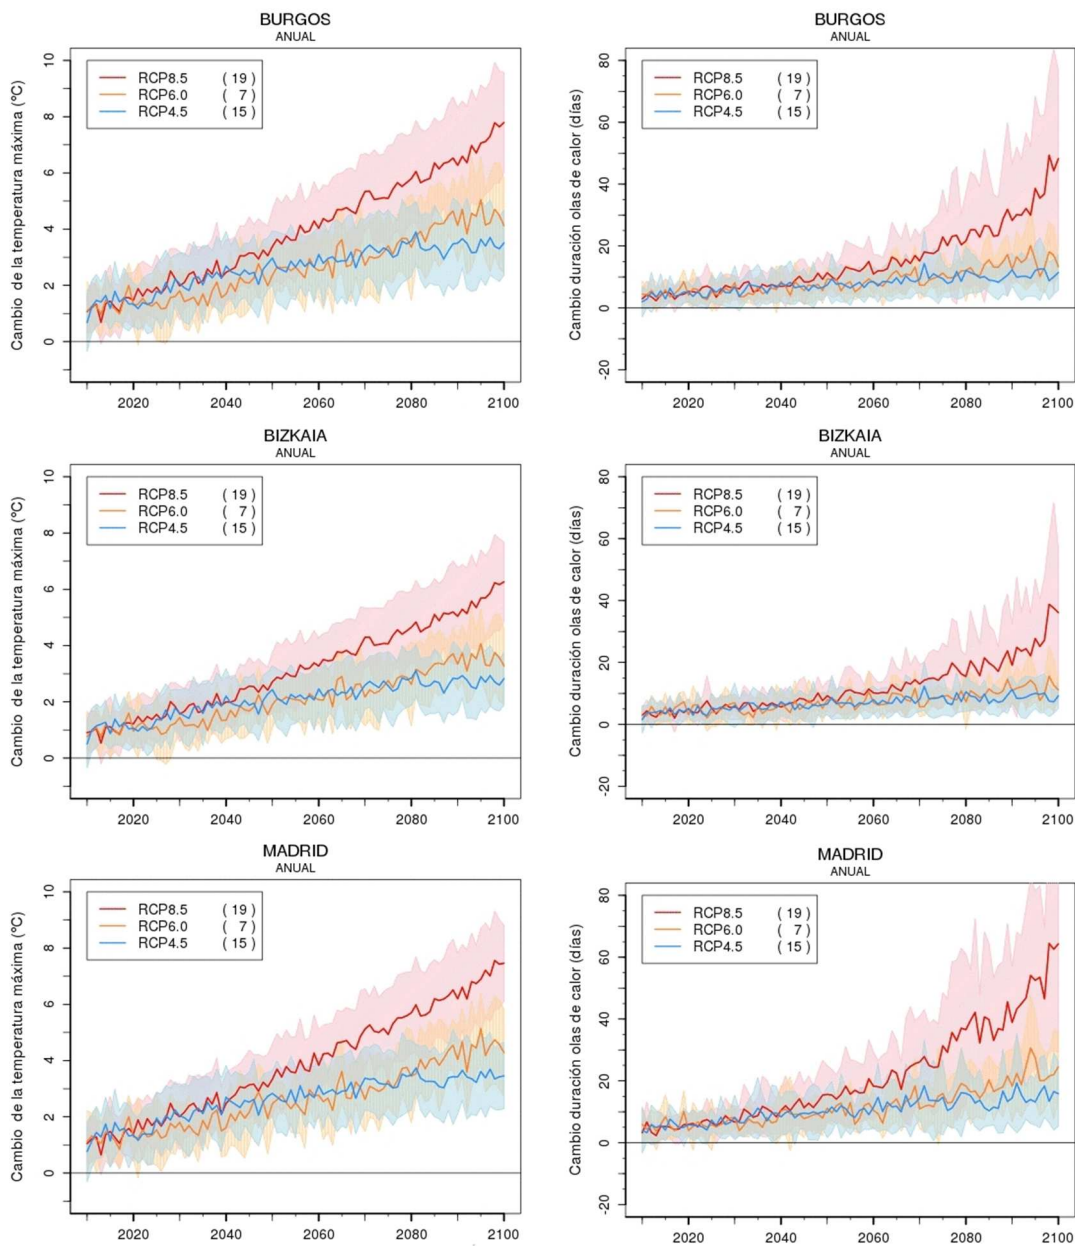 BURGOS
ANUAL
Cambio de la temperatura máxima (ºC)
10
8
6
4
2
0
RCP8.5 ( 19 )
RCP6.0 ( 7 )
RCP4.5 ( 15 )
2020 2040 2060 2080 2100
BURGOS
ANUAL
Cambio duración olas de calor (días)
80
60
40
20
0
-20
RCP8.5 ( 19 )
RCP6.0 ( 7 )
RCP4.5 ( 15 )
2020 2040 2060 2080 2100
BIZKAIA
ANUAL
Cambio de la temperatura máxima (ºC)
10
8
6
4
2
0
RCP8.5 ( 19 )
RCP6.0 ( 7 )
RCP4.5 ( 15 )
2020 2040 2060 2080 2100
BIZKAIA
ANUAL
Cambio duración olas de calor (días)
80
60
40
20
0
-20
RCP8.5 ( 19 )
RCP6.0 ( 7 )
RCP4.5 ( 15 )
2020 2040 2060 2080 2100
MADRID
ANUAL
Cambio de la temperatura máxima (ºC)
10
8
6
4
2
0
RCP8.5 ( 19 )
RCP6.0 ( 7 )
RCP4.5 ( 15 )
2020 2040 2060 2080 2100
MADRID
ANUAL
Cambio duración olas de calor (días)
80
60
40
20
0
-20
RCP8.5 ( 19 )
RCP6.0 ( 7 )
RCP4.5 ( 15 )
2020 2040 2060 2080 2100